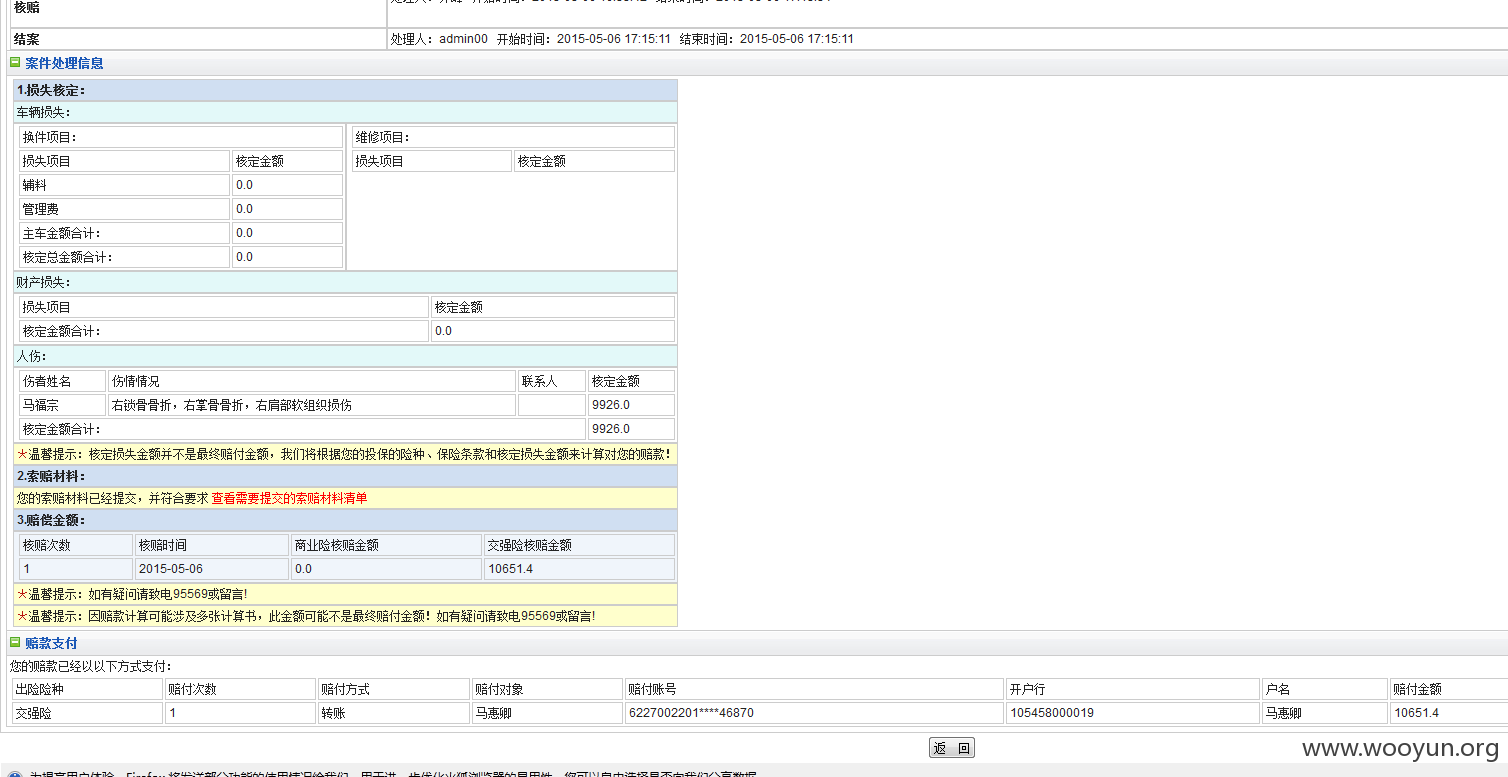 核赔
结案 处理人：admin00 开始时间：2015-05-06 17:15:11 结束时间：2015-05-06 17:15:11
案件处理信息
1.损失核定：
车辆损失：
换件项目： 维修项目：
损失项目 核定金额 损失项目 核定金额
辅料 0.0
管理费 0.0
主车金额合计： 0.0
核定总金额合计： 0.0
财产损失：
损失项目 核定金额
核定金额合计： 0.0
人伤：
伤者姓名 伤情情况 联系人 核定金额
马福宗 右锁骨骨折，右掌骨骨折，右肩部软组织损伤 9926.0
核定金额合计： 9926.0
＊温馨提示：核定损失金额并不是最终赔付金额，我们将根据您的投保的险种、保险条款和核定损失金额来计算对您的赔款！
2.索赔材料：
您的索赔材料已经提交，并符合要求 查看需要提交的索赔材料清单
3.赔偿金额：
核赔次数 核赔时间 商业险核赔金额 交强险核赔金额
1 2015-05-06 0.0 10651.4
＊温馨提示：如有疑问请致电95569或留言！
＊温馨提示：因赔款计算可能涉及多张计算书，此金额可能不是最终赔付金额！如有疑问请致电95569或留言！
赔款支付
您的赔款已经以以下方式支付：
出险险种 赔付次数 赔付方式 赔付对象 赔付账号 开户行 户名 赔付金额
交强险 1 转账 马惠卿 6227002201****46870 105458000019 马惠卿 10651.4
返 回
www.wooyun.org